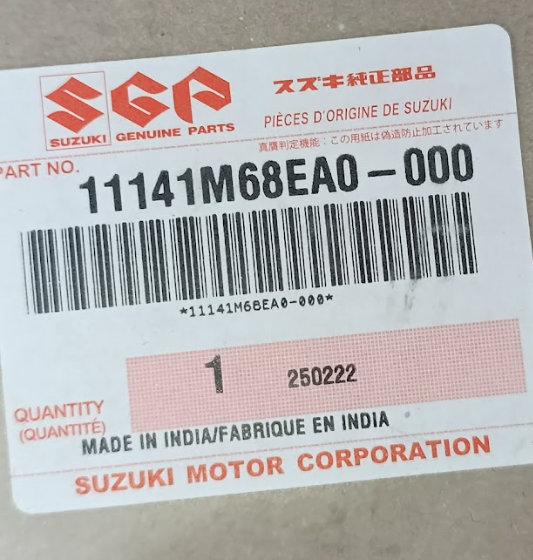 SGP
スズキ純正部品
SUZUKI
GENUINE PARTS
PIÈCES D'ORIGINE DE SUZUKI
真贋判定機能：この用紙は偽造防止加工されています
PART NO.
11141M68EA0-000
*11141M68EA0-000*
1 250222
QUANTITY
(QUANTITÉ)
MADE IN INDIA/FABRIQUE EN INDIA
SUZUKI MOTOR CORPORATION